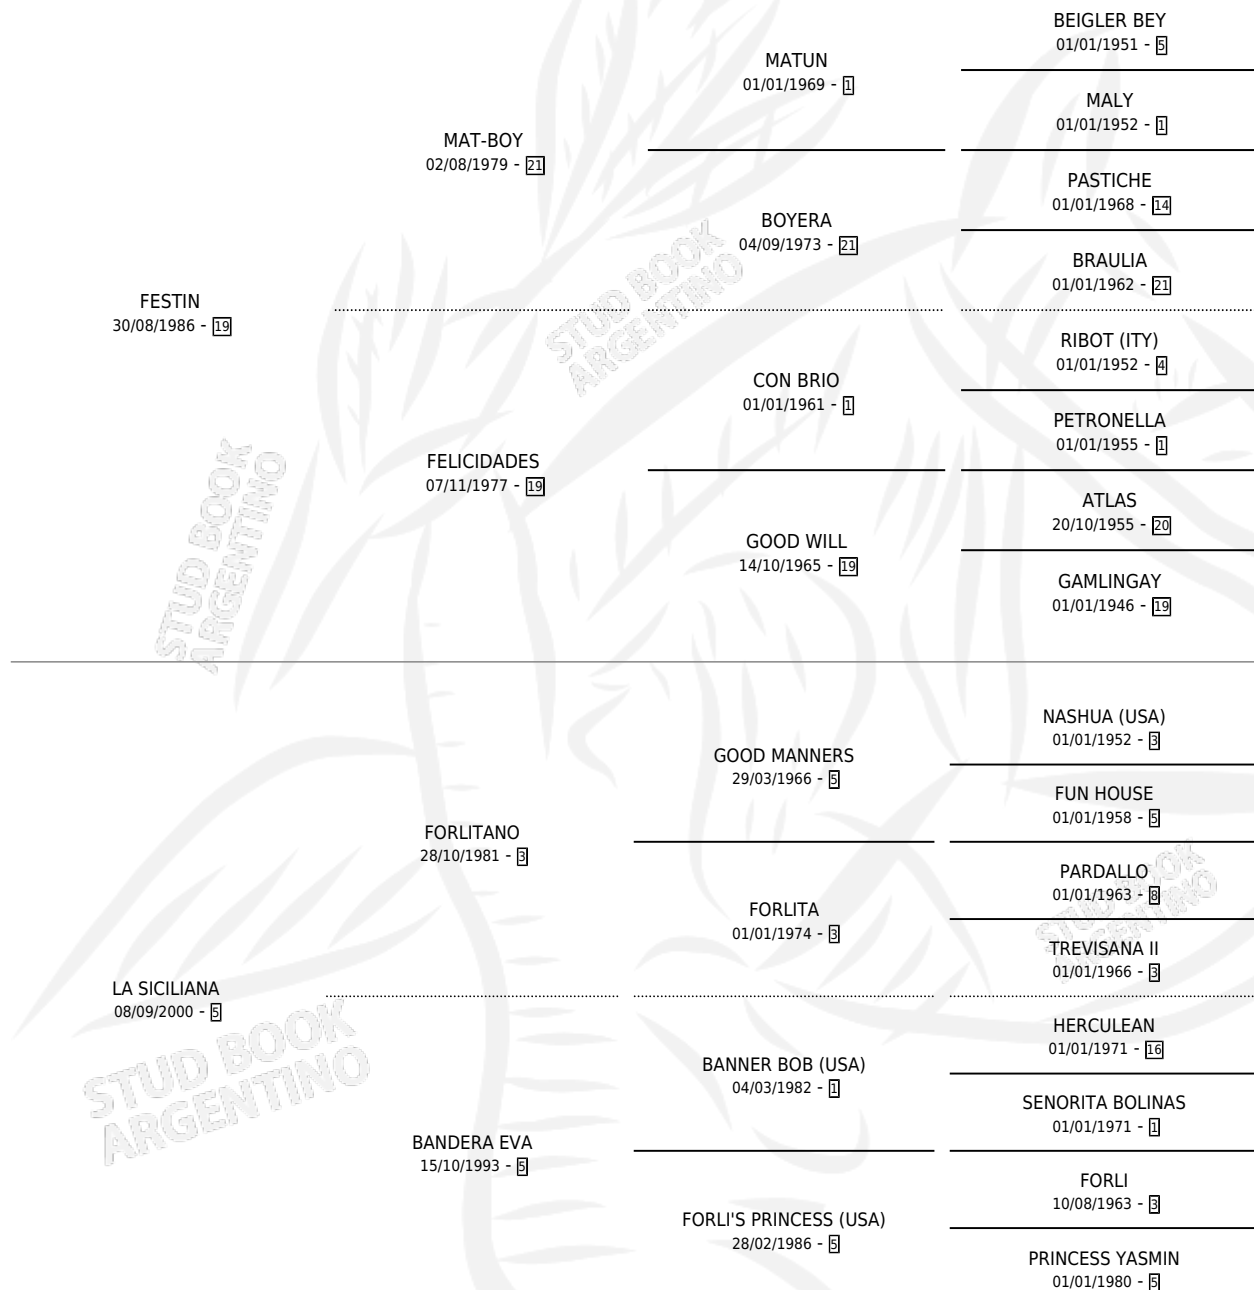 BEIGLER BEY
01/01/1951 - 5
MATUN
01/01/1969 - 1
MALY
01/01/1952 - 1
MAT-BOY
02/08/1979 - 21
PASTICHE
01/01/1968 - 14
BOYERA
04/09/1973 - 21
BRAULIA
01/01/1962 - 21
FESTIN
30/08/1986 - 19
RIBOT (ITY)
01/01/1952 - 4
CON BRIO
01/01/1961 - 1
PETRONELLA
01/01/1955 - 1
FELICIDADES
07/11/1977 - 19
ATLAS
20/10/1955 - 20
GOOD WILL
14/10/1965 - 19
GAMLINGAY
01/01/1946 - 19
STUD BOOK
ARGENTINO
STUD BOOK
ARGENTINO
NASHUA (USA)
01/01/1952 - 3
GOOD MANNERS
29/03/1966 - 5
FUN HOUSE
01/01/1958 - 5
FORLITANO
28/10/1981 - 3
PARDALLO
01/01/1963 - 8
FORLITA
01/01/1974 - 3
TREVISANA II
01/01/1966 - 3
STUD BOOK
ARGENTINO
LA SICILIANA
08/09/2000 - 5
HERCULEAN
01/01/1971 - 16
BANNER BOB (USA)
04/03/1982 - 1
SENORITA BOLINAS
01/01/1971 - 1
BANDERA EVA
15/10/1993 - 5
FORLI
10/08/1963 - 3
FORLI'S PRINCESS (USA)
28/02/1986 - 5
PRINCESS YASMIN
01/01/1980 - 5
STUD BOOK
ARGENTINO